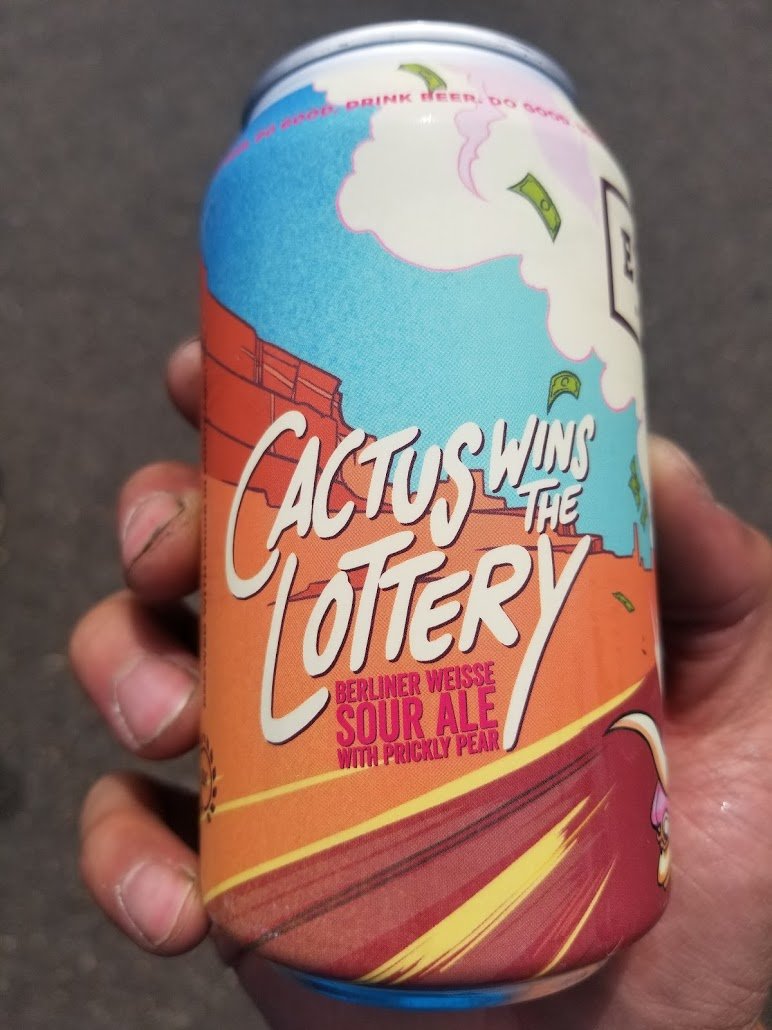 DO GOOD. DRINK BEER. DO GOOD.
CACTUS WINS
THE
LOTTERY
BERLINER WEISSE
SOUR ALE
WITH PRICKLY PEAR